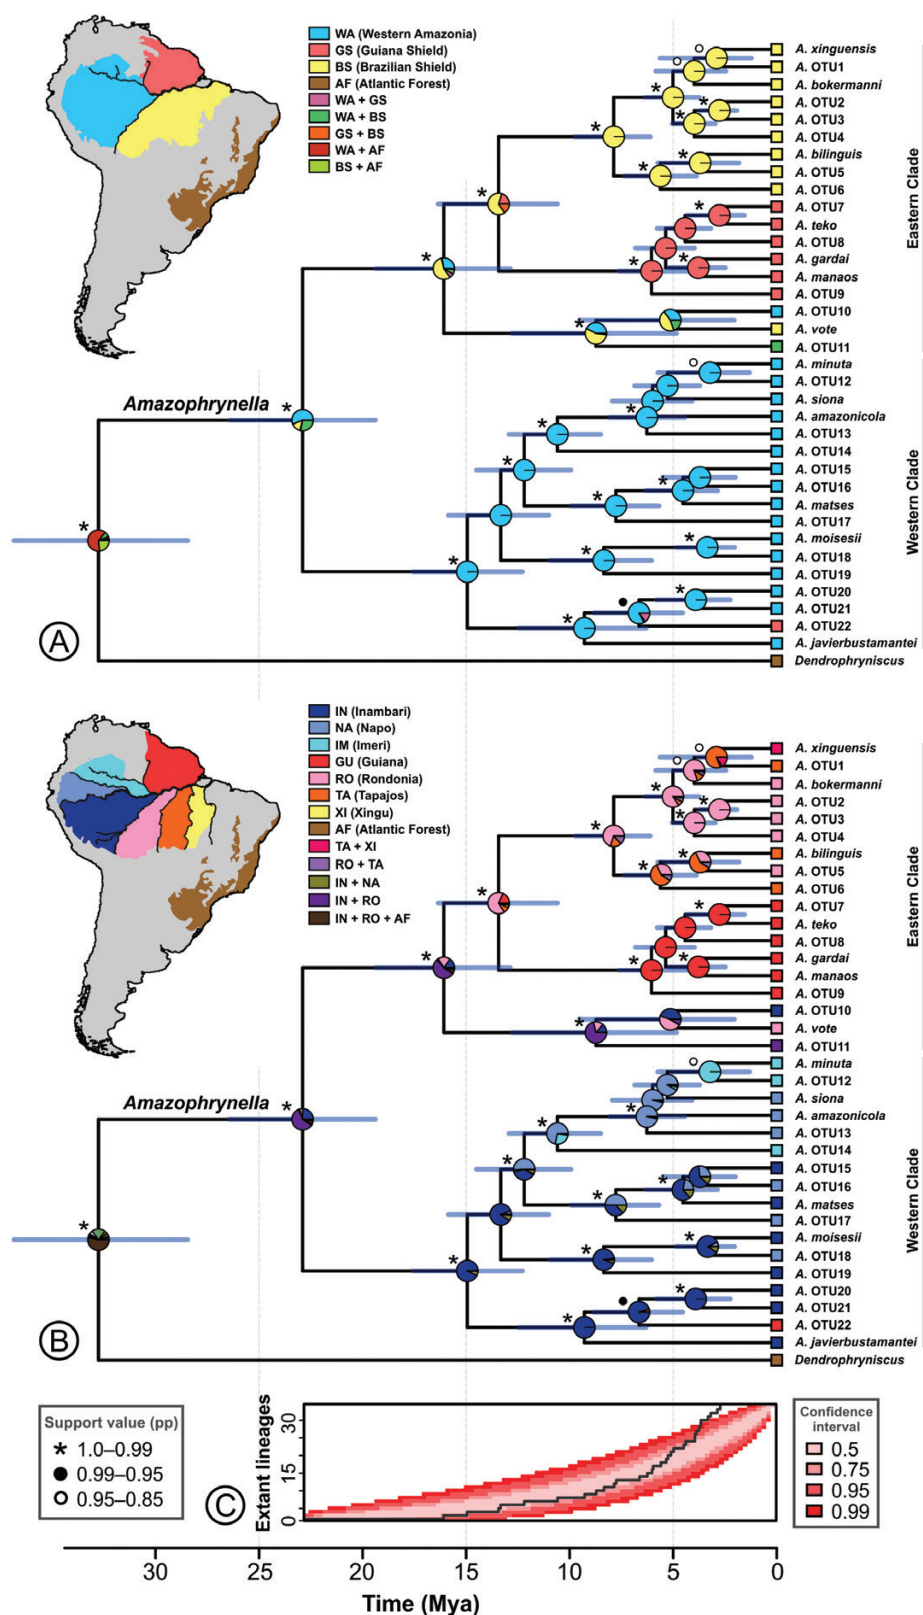 WA (Western Amazonia)
GS (Guiana Shield)
BS (Brazilian Shield)
AF (Atlantic Forest)
WA + GS
WA + BS
GS + BS
WA + AF
BS + AF
A. xinguensis
A. OTU1
A. bokermanni
A. OTU2
A. OTU3
A. OTU4
A. bilinguis
A. OTU5
A. OTU6
A. OTU7
A. teko
A. OTU8
A. gardai
A. manaos
A. OTU9
A. OTU10
A. vote
A. OTU11
A. minuta
A. OTU12
A. siona
A. amazonicola
A. OTU13
A. OTU14
A. OTU15
A. OTU16
A. matses
A. OTU17
A. moisesii
A. OTU18
A. OTU19
A. OTU20
A. OTU21
A. OTU22
A. javierbustamantei
Dendrophryniscus
Eastern Clade
Western Clade
Amazophrynella
A
IN (Inambari)
NA (Napo)
IM (Imeri)
GU (Guiana)
RO (Rondonia)
TA (Tapajos)
XI (Xingu)
AF (Atlantic Forest)
TA + XI
RO + TA
IN + NA
IN + RO
IN + RO + AF
A. xinguensis
A. OTU1
A. bokermanni
A. OTU2
A. OTU3
A. OTU4
A. bilinguis
A. OTU5
A. OTU6
A. OTU7
A. teko
A. OTU8
A. gardai
A. manaos
A. OTU9
A. OTU10
A. vote
A. OTU11
A. minuta
A. OTU12
A. siona
A. amazonicola
A. OTU13
A. OTU14
A. OTU15
A. OTU16
A. matses
A. OTU17
A. moisesii
A. OTU18
A. OTU19
A. OTU20
A. OTU21
A. OTU22
A. javierbustamantei
Dendrophryniscus
Eastern Clade
Western Clade
Amazophrynella
B
Support value (pp)
* 1.0–0.99
● 0.99–0.95
○ 0.95–0.85
C
Extant lineages
30
15
0
Confidence
interval
0.5
0.75
0.95
0.99
30 25 20 15 10 5 0
Time (Mya)